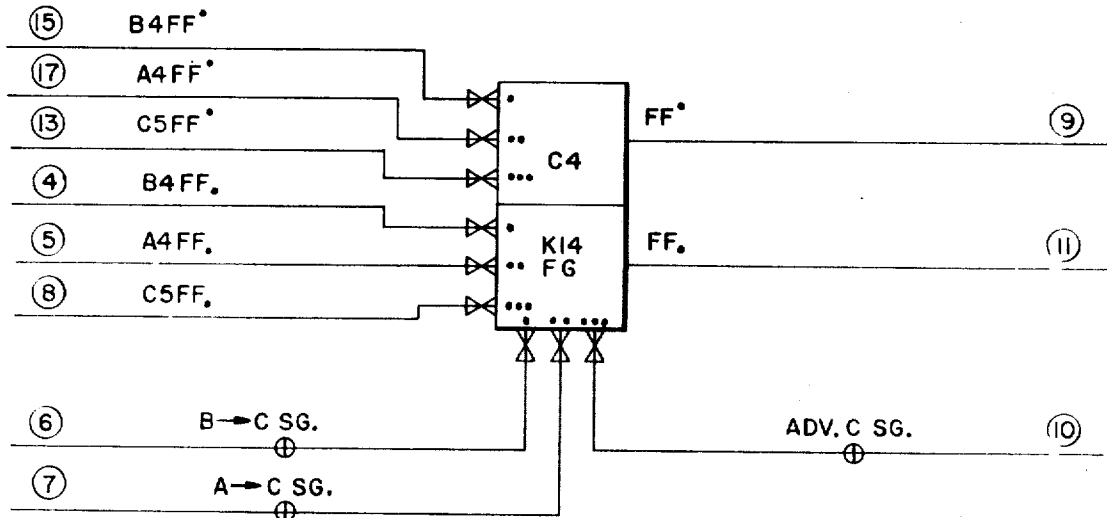 15 B4FF•
17 A4FF•
13 C5FF•
4 B4FF.
5 A4FF.
8 C5FF.
C4
K14
FG
FF•
9
FF.
11
6 B→C SG.
7 A→C SG.
ADV. C SG.
10